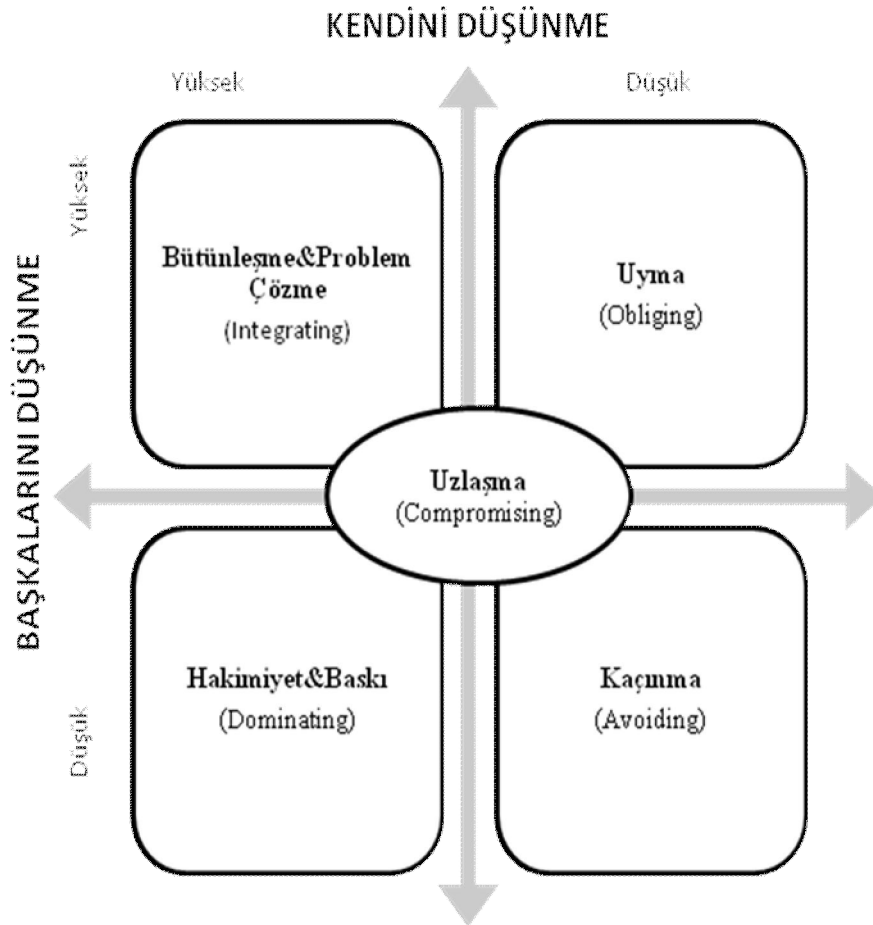 KENDİNİ DÜŞÜNME
Yüksek
Düşük
BAŞKALARINI DÜŞÜNME
Yüksek
Düşük
Bütünleşme&Problem
Çözme
(Integrating)
Uyma
(Obliging)
Uzlaşma
(Compromising)
Hakimiyet&Baskı
(Dominating)
Kaçınma
(Avoiding)